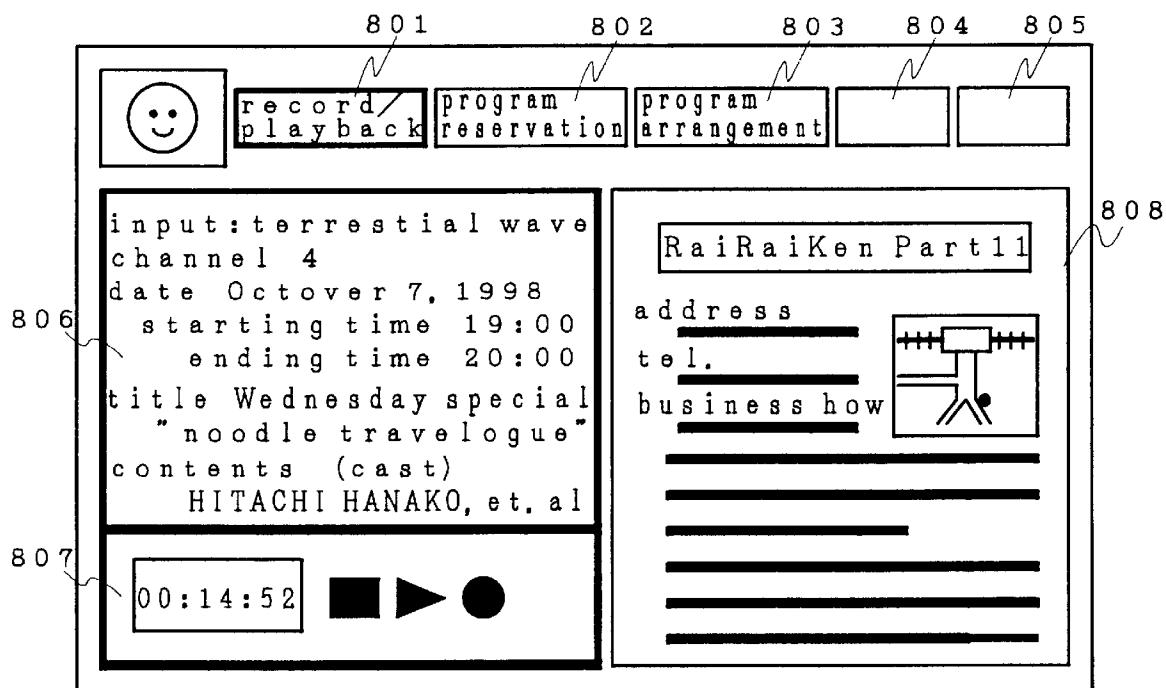 801 802 803 804 805
record/ playback
program reservation
program arrangement
806
input:terrestial wave
channel 4
date Octover 7, 1998
starting time 19:00
ending time 20:00
title Wednesday special
"noodle travelogue"
contents (cast)
HITACHI HANAKO, et. al
807
00:14:52
808
RaiRaiKen Part11
address
tel.
business how